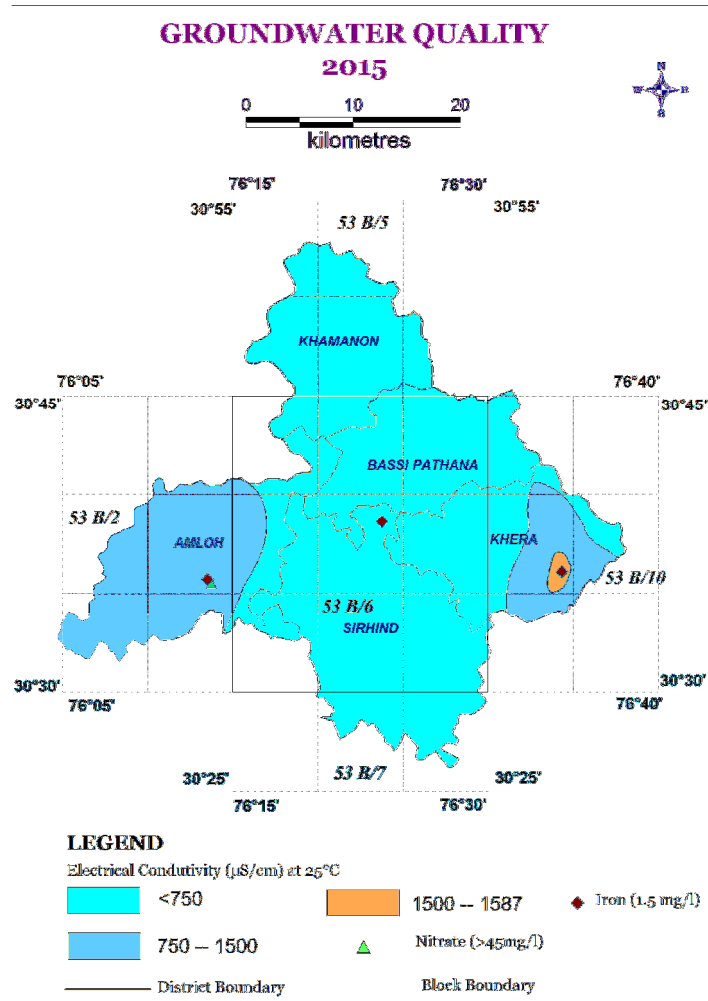 GROUNDWATER QUALITY
2015
N
W E
S
0 10 20
kilometres
76°15' 76°30'
30°55' 30°55'
53 B/5
KHAMANON
76°05' 76°40'
30°45' 30°45'
BASSI PATHANA
53 B/2
AMLOH KHERA
53 B/10
53 B/6
SIRHIND
30°30' 30°30'
76°05' 76°40'
53 B/7
30°25' 30°25'
76°15' 76°30'
LEGEND
Electrical Condutivity (µS/cm) at 25°C
<750 1500 -- 1587 Iron (1.5 mg/l)
750 -- 1500 Nitrate (>45mg/l)
District Boundary Block Boundary